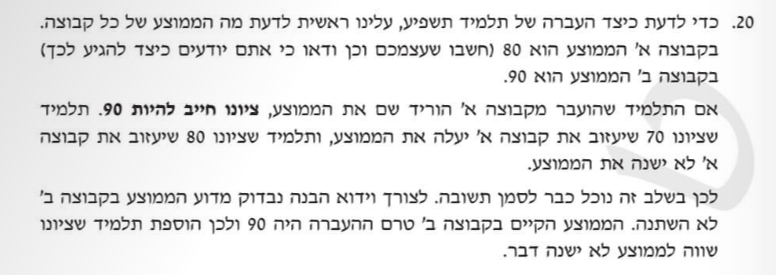 20. כדי לדעת כיצד העברה של תלמיד תשפיע, עלינו ראשית לדעת מה הממוצע של כל קבוצה.
בקבוצה א' הממוצע הוא 80 (חשבו שעצמכם וכן ודאו כי אתם יודעים כיצד להגיע לכך)
בקבוצה ב' הממוצע הוא 90.
אם התלמיד שהועבר מקבוצה א' הוריד שם את הממוצע, ציונו חייב להיות 90. תלמיד
שציונו 70 שיעזוב את קבוצה א' יעלה את הממוצע, ותלמיד שציונו 80 שיעזוב את קבוצה
א' לא ישנה את הממוצע.
לכן בשלב זה נוכל כבר לסמן תשובה. לצורך וידוא הבנה נבדוק מדוע הממוצע בקבוצה ב'
לא השתנה. הממוצע הקיים בקבוצה ב' טרם ההעברה היה 90 ולכן הוספת תלמיד שציונו
שווה לממוצע לא ישנה דבר.